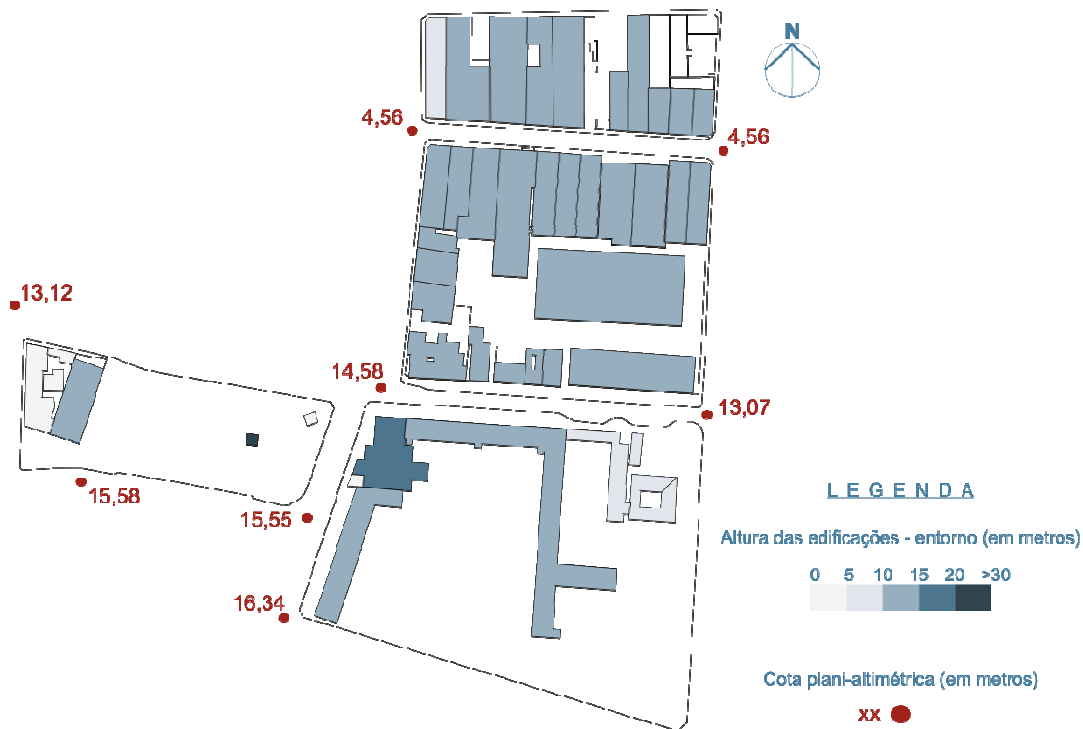 N
4,56
4,56
13,12
14,58
13,07
15,58
15,55
16,34
LEGENDA
Altura das edificações - entorno (em metros)
0 5 10 15 20 >30
Cota plani-altimétrica (em metros)
xx